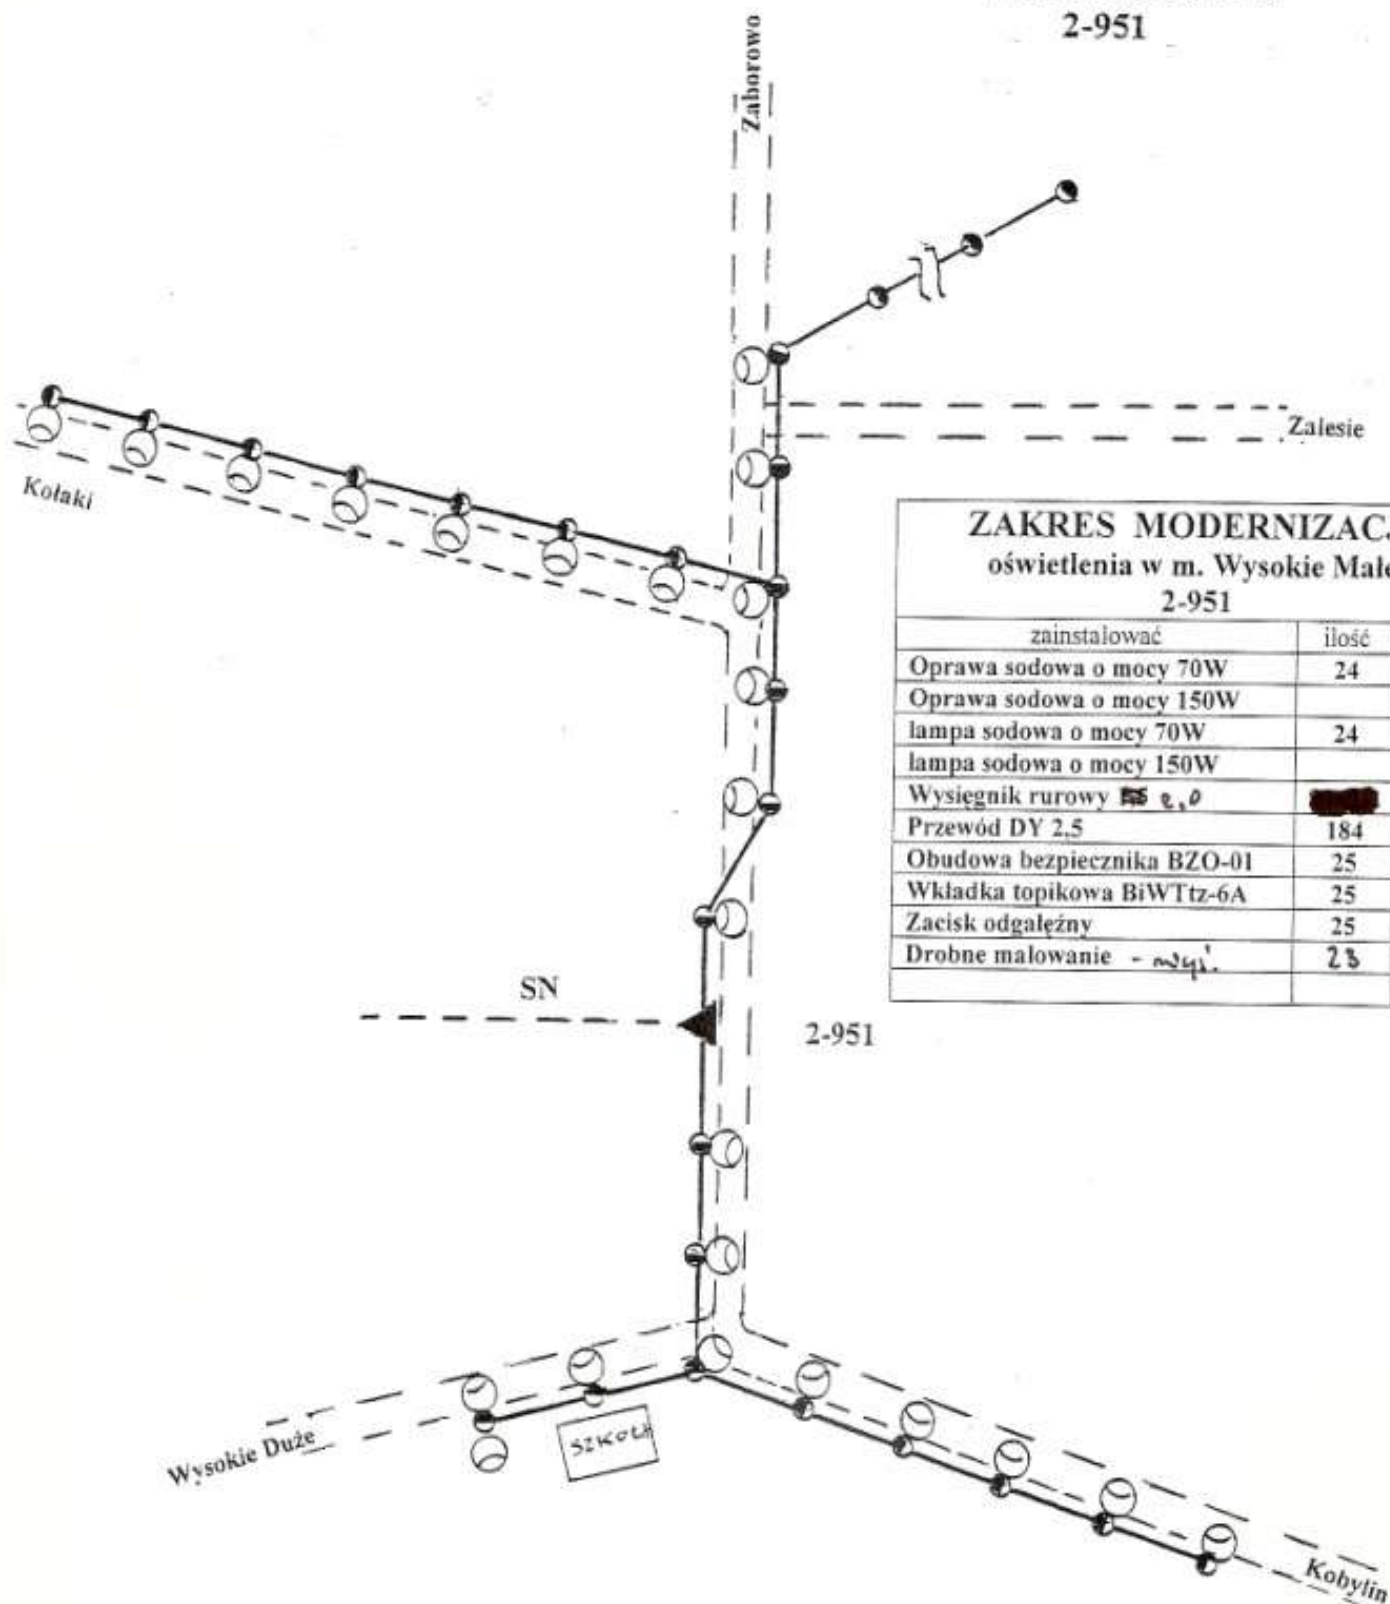 2-951
Zaborowo
Zalesie
Kołaki
ZAKRES MODERNIZAC
oświetlenia w m. Wysokie Małe
2-951
zainstalować ilość
Oprawa sodowa o mocy 70W 24
Oprawa sodowa o mocy 150W
lampa sodowa o mocy 70W 24
lampa sodowa o mocy 150W
Wysięgnik rurowy 2,0
Przewód DY 2,5 184
Obudowa bezpiecznika BZO-01 25
Wkładka topikowa BiWTtz-6A 25
Zacisk odgałęźny 25
Drobne malowanie 23
SN
2-951
SZKOŁA
Wysokie Duże
Kobylin